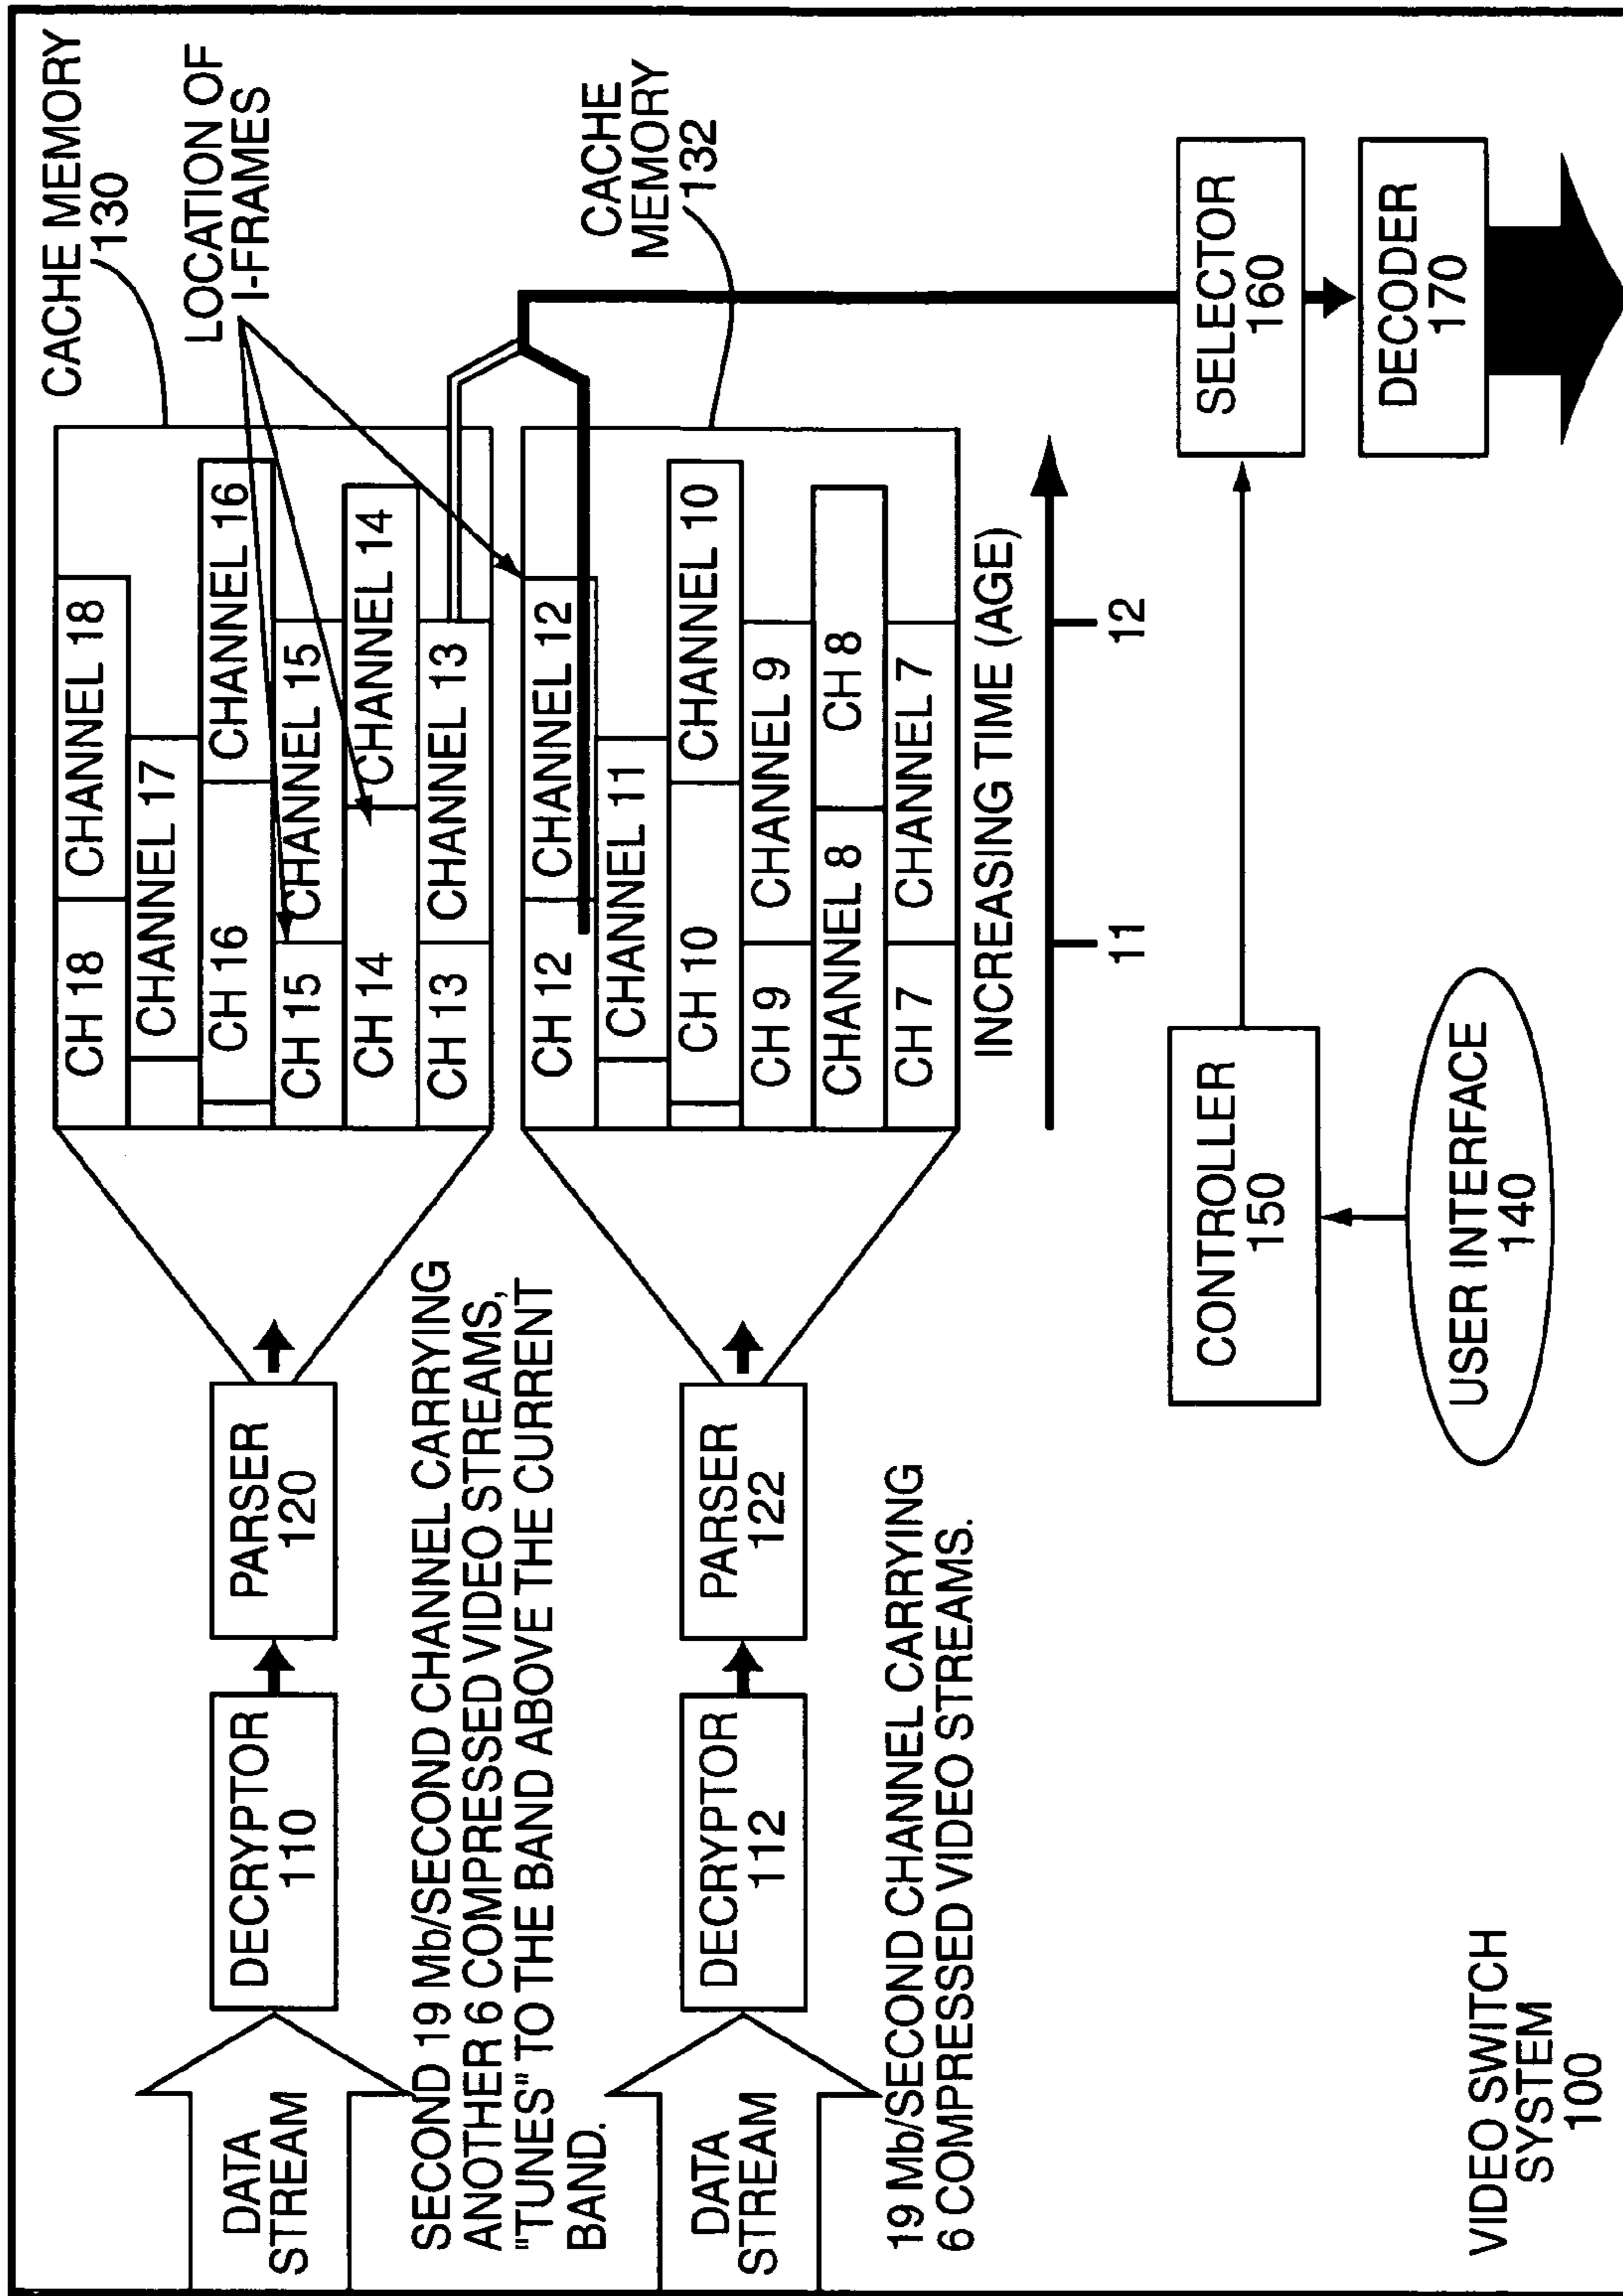 DATA
STREAM
DECRYPTOR
110
PARSER
120
SECOND 19 Mb/SECOND CHANNEL CARRYING
ANOTHER 6 COMPRESSED VIDEO STREAMS,
"TUNES" TO THE BAND ABOVE THE CURRENT
BAND.
CACHE MEMORY
130
LOCATION OF
I-FRAMES
CH 18
CHANNEL 18
CHANNEL 17
CH 16
CHANNEL 16
CH 15
CHANNEL 15
CH 14
CHANNEL 14
CH 13
CHANNEL 13
DATA
STREAM
DECRYPTOR
112
PARSER
122
19 Mb/SECOND CHANNEL CARRYING
6 COMPRESSED VIDEO STREAMS.
CACHE
MEMORY
132
CH 12
CHANNEL 12
CHANNEL 11
CH 10
CHANNEL 10
CH 9
CHANNEL 9
CHANNEL 8
CH 8
CH 7
CHANNEL 7
INCREASING TIME (AGE)
11
12
CONTROLLER
150
USER INTERFACE
140
SELECTOR
160
DECODER
170
VIDEO SWITCH
SYSTEM
100